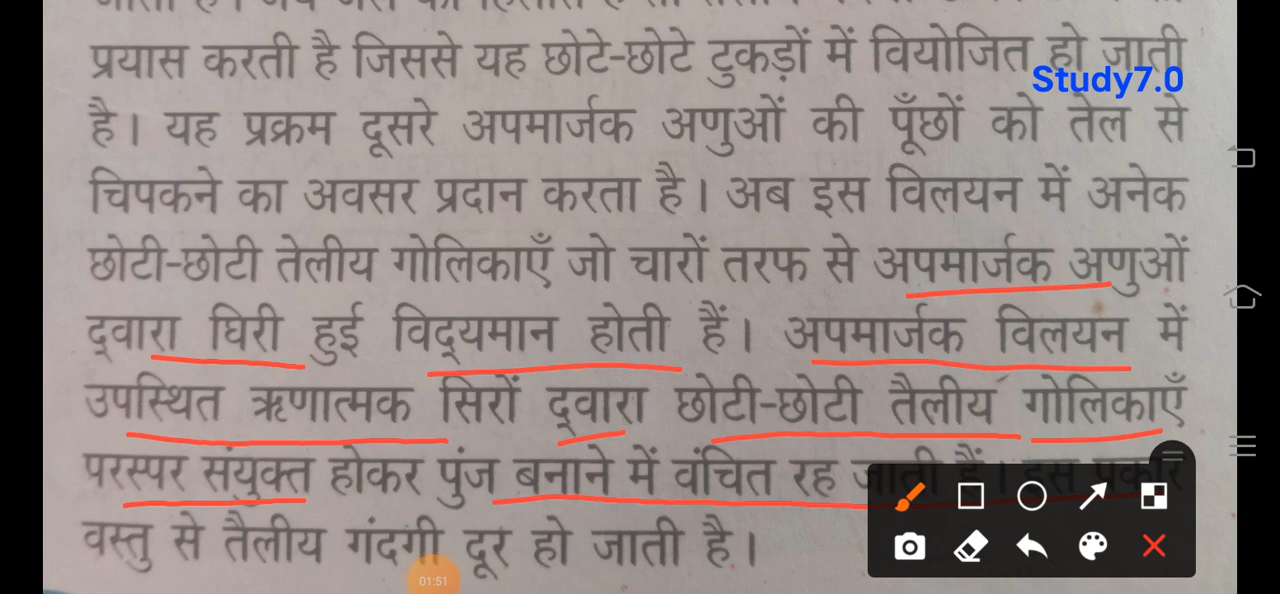 प्रयास करती है जिससे यह छोटे-छोटे टुकड़ों में वियोजित हो जाती
Study7.0
है। यह प्रक्रम दूसरे अपमार्जक अणुओं की पूँछों को तेल से
चिपकने का अवसर प्रदान करता है। अब इस विलयन में अनेक
छोटी-छोटी तेलीय गोलिकाएँ जो चारों तरफ से अपमार्जक अणुओं
द्वारा घिरी हुई विद्यमान होती हैं। अपमार्जक विलयन में
उपस्थित ऋणात्मक सिरों द्वारा छोटी-छोटी तैलीय गोलिकाएँ
परस्पर संयुक्त होकर पुंज बनाने में वंचित रह जाती हैं। इस प्रकार
वस्तु से तैलीय गंदगी दूर हो जाती है।
01:51